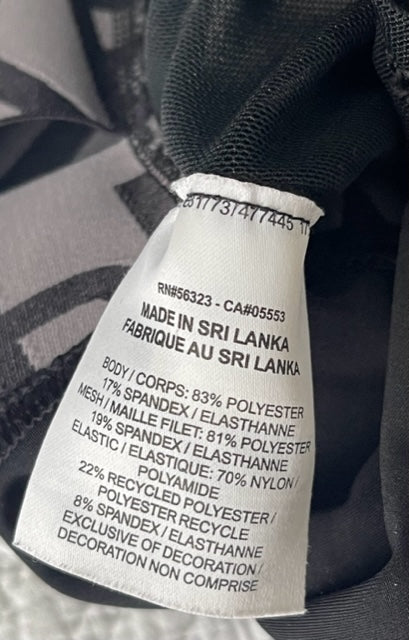 RN#56323 - CA#05553
MADE IN SRI LANKA
FABRIQUE AU SRI LANKA
BODY / CORPS: 83% POLYESTER
17% SPANDEX / ELASTHANNE
MESH / MAILLE FILET: 81% POLYESTER
19% SPANDEX / ELASTHANNE
ELASTIC / ELASTIQUE: 70% NYLON /
POLYAMIDE
22% RECYCLED POLYESTER /
POLYESTER RECYCLE
8% SPANDEX / ELASTHANNE
EXCLUSIVE OF DECORATION /
DECORATION NON COMPRISE